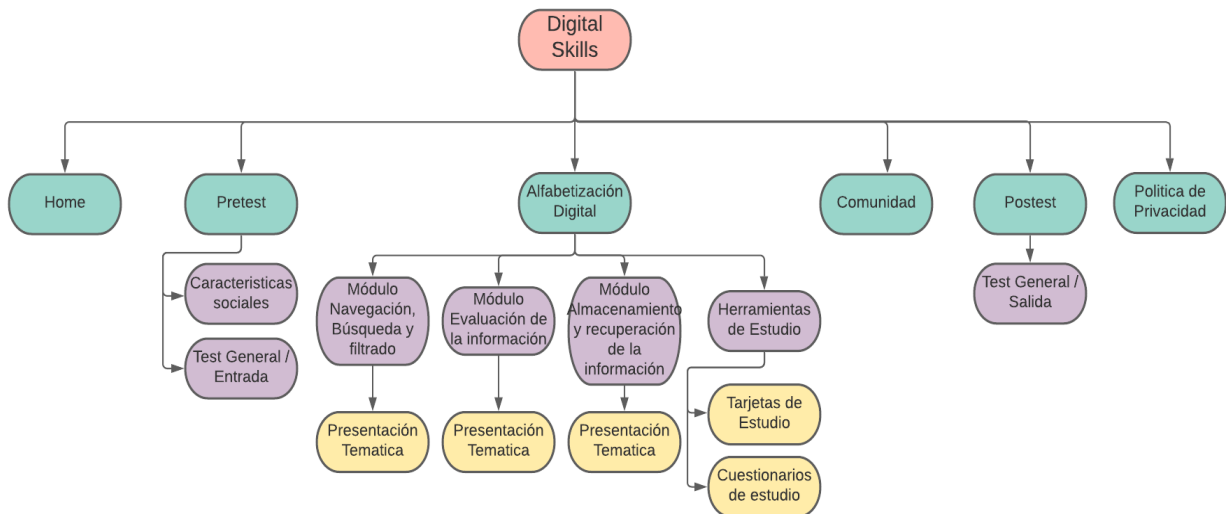 Digital
Skills
Home
Pretest
Alfabetización
Digital
Comunidad
Postest
Politica de
Privacidad
Caracteristicas
sociales
Test General /
Entrada
Módulo
Navegación,
Búsqueda y
filtrado
Módulo
Evaluación de
la información
Módulo
Almacenamiento
y recuperación
de la
información
Herramientas
de Estudio
Test General /
Salida
Presentación
Tematica
Presentación
Tematica
Presentación
Tematica
Tarjetas de
Estudio
Cuestionarios
de estudio